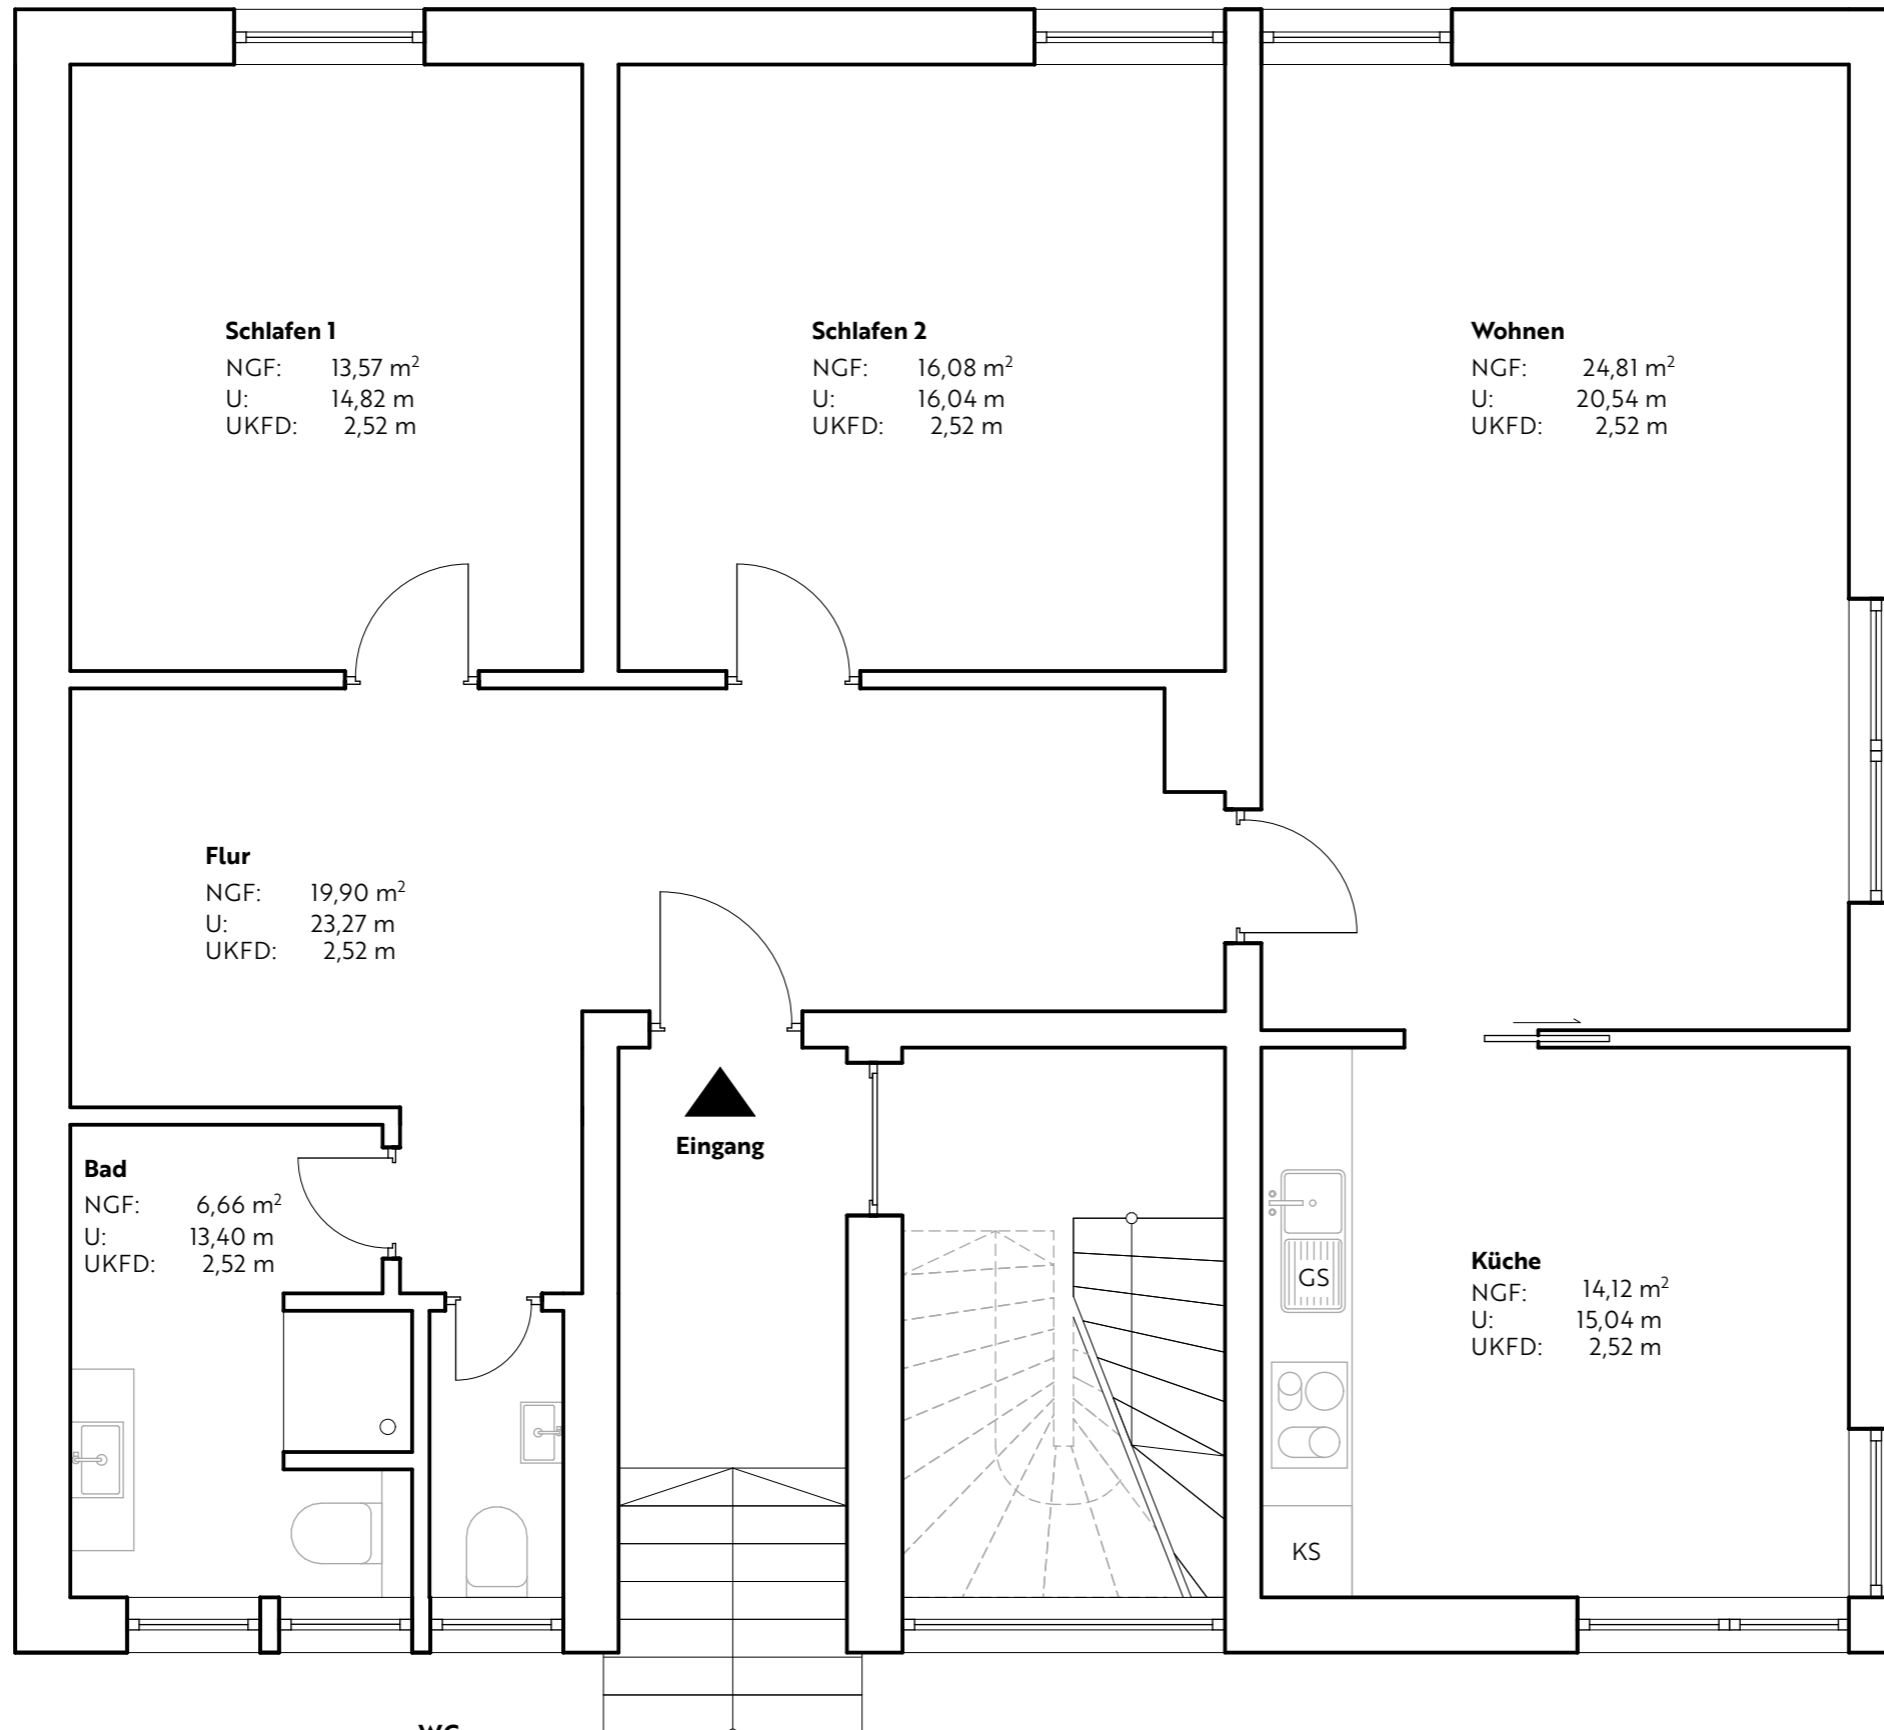 Schlafen 1
NGF: 13,57 m²
U: 14,82 m
UKFD: 2,52 m
Schlafen 2
NGF: 16,08 m²
U: 16,04 m
UKFD: 2,52 m
Wohnen
NGF: 24,81 m²
U: 20,54 m
UKFD: 2,52 m
Flur
NGF: 19,90 m²
U: 23,27 m
UKFD: 2,52 m
Eingang
Bad
NGF: 6,66 m²
U: 13,40 m
UKFD: 2,52 m
GS
Küche
NGF: 14,12 m²
U: 15,04 m
UKFD: 2,52 m
KS
WC